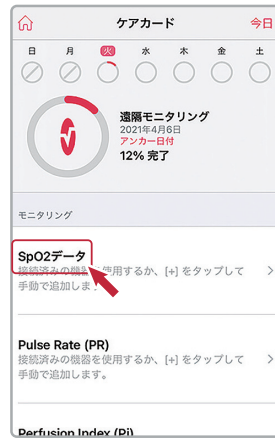 ケアカード 今日
日 月 火 水 木 金 土
遠隔モニタリング
2021年4月6日
アンカー日付
12% 完了
モニタリング
SpO2データ
接続済みの機器を使用するか、[+] をタップして
手動で追加しま
Pulse Rate (PR)
接続済みの機器を使用するか、[+] をタップして
手動で追加します。
Perfusion Index (Pi)